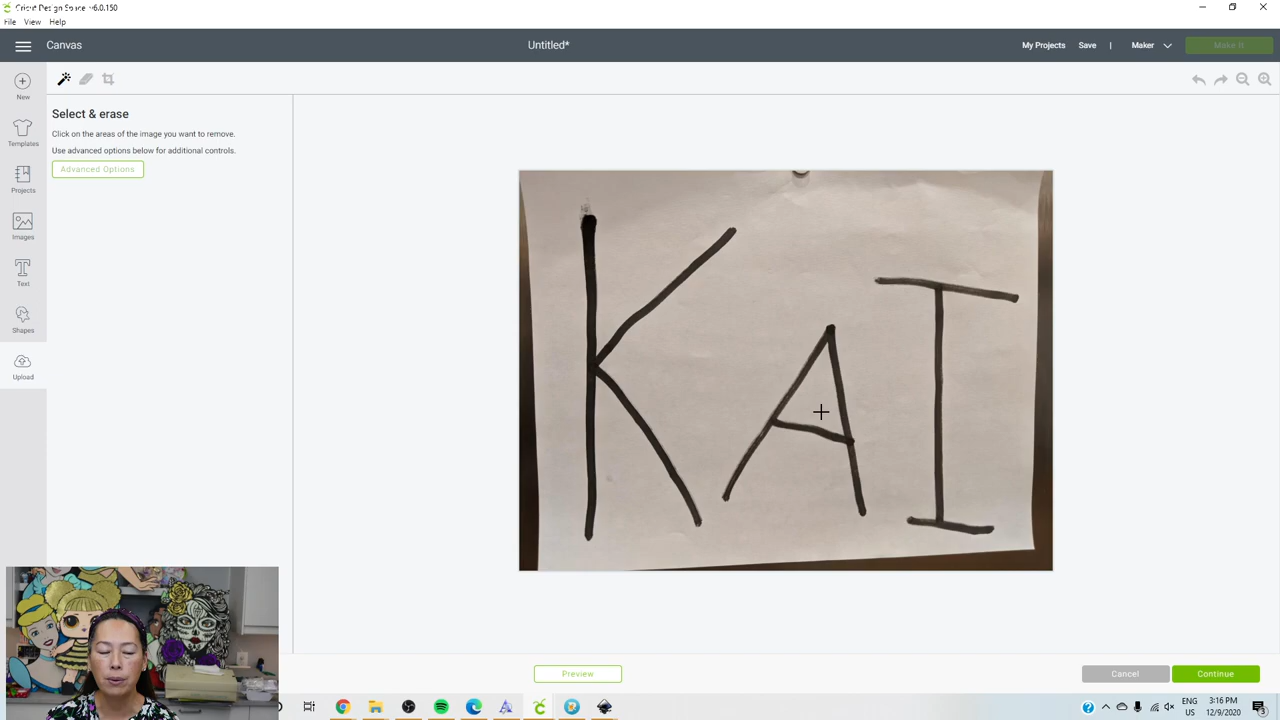 Cricut Design Space v6.0.150
File View Help
Canvas
Untitled*
My Projects Save | Maker Make It
New
Templates
Projects
Images
Text
Shapes
Upload
Select & erase
Click on the areas of the image you want to remove.
Use advanced options below for additional controls.
Advanced Options
KAI
Preview
Cancel
Continue
ENG
US
3:16 PM
12/9/2020